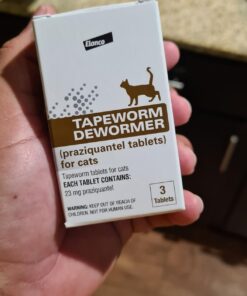 Elanco
TAPEWORM
DEWORMER
(praziquantel tablets)
for cats
Tapeworm tablets for cats
EACH TABLET CONTAINS:
23 mg praziquantel
WARNING: KEEP OUT OF REACH OF
CHILDREN. NOT FOR HUMAN USE.
3
Tablets